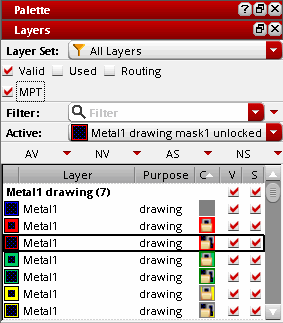 Palette
Layers
Layer Set: All Layers
Valid Used Routing
MPT
Filter: Filter
Active: Metal1 drawing mask1 unlocked
AV NV AS NS
Layer Purpose C V S
Metal1 drawing (7)
Metal1 drawing
Metal1 drawing
Metal1 drawing
Metal1 drawing
Metal1 drawing
Metal1 drawing
Metal1 drawing